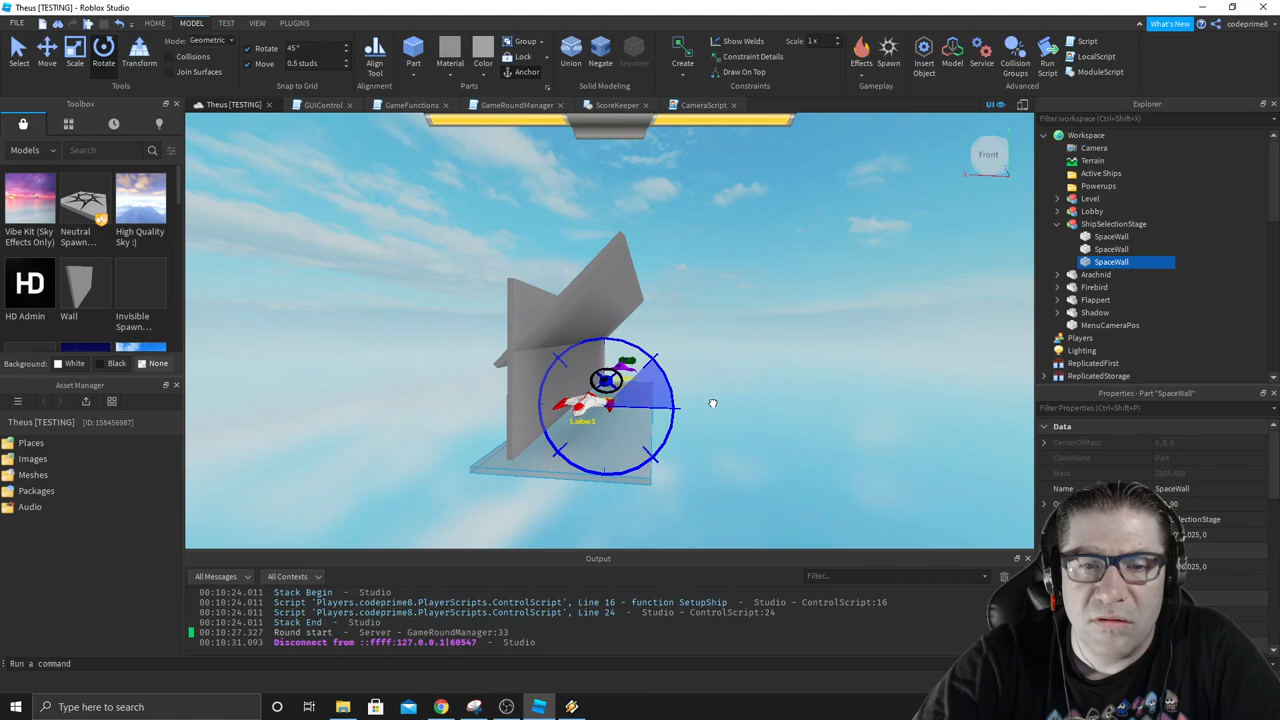 Theus [TESTING] - Roblox Studio
FILE HOME MODEL TEST VIEW PLUGINS What's New codeprime8
Select Move Scale Rotate Transform
Mode: Geometric
Collisions
Join Surfaces
Tools
Rotate 45°
Move 0.5 studs
Snap to Grid
Align Tool
Alignment
Part Material Color
Group
Lock
Anchor
Parts
Union Negate Separate
Solid Modeling
Create
Show Welds Scale 1x
Constraint Details
Draw On Top
Constraints
Effects Spawn
Gameplay
Insert Object Model Service Collision Groups Run Script
Script
LocalScript
ModuleScript
Advanced
Toolbox
Theus [TESTING] × GUIControl × GameFunctions × GameRoundManager × ScoreKeeper × CameraScript × UI
Models Search
Vibe Kit (Sky Effects Only)
Neutral Spawn...
High Quality Sky :)
HD
HD Admin
Wall
Invisible Spawn...
Background: White Black None
Asset Manager
Theus [TESTING] [ID:158456987]
Places
Images
Meshes
Packages
Audio
Front
X
Label
Explorer
Filter workspace (Ctrl+Shift+X)
Workspace
Camera
Terrain
Active Ships
Powerups
Level
Lobby
ShipSelectionStage
SpaceWall
SpaceWall
SpaceWall
Arachnid
Firebird
Flappert
Shadow
MenuCameraPos
Players
Lighting
ReplicatedFirst
ReplicatedStorage
Properties - Part "SpaceWall"
Filter Properties (Ctrl+Shift+P)
Data
CenterOfMass 0, 0, 0
ClassName Part
Mass
Name SpaceWall
Output
All Messages All Contexts Filter...
00:10:24.011 Stack Begin - Studio
00:10:24.011 Script 'Players.codeprime8.PlayerScripts.ControlScript', Line 16 - function SetupShip - Studio - ControlScript:16
00:10:24.011 Script 'Players.codeprime8.PlayerScripts.ControlScript', Line 24 - Studio - ControlScript:24
00:10:24.011 Stack End - Studio
00:10:27.327 Round start - Server - GameRoundManager:33
00:10:31.093 Disconnect from ::ffff:127.0.0.1|60547 - Studio
Run a command
Type here to search